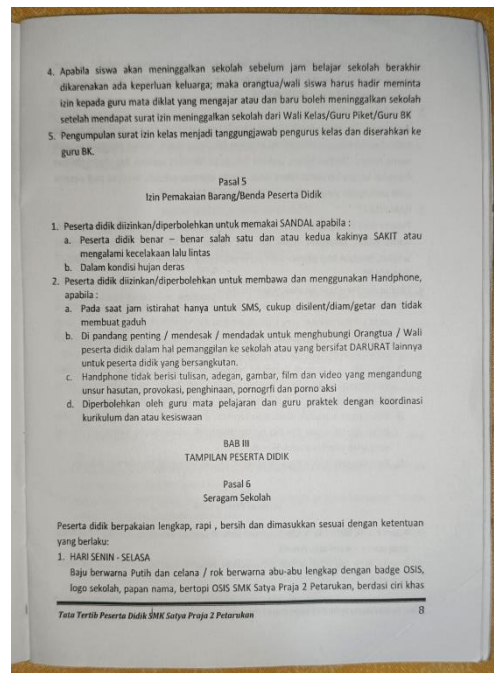 4. Apabila siswa akan meninggalkan sekolah sebelum jam belajar sekolah berakhir
dikarenakan ada keperluan keluarga; maka orangtua/wali siswa harus hadir meminta
izin kepada guru mata diklat yang mengajar atau dan baru boleh meninggalkan sekolah
setelah mendapat surat izin meninggalkan sekolah dari Wali Kelas/Guru Piket/Guru BK
5. Pengumpulan surat izin kelas menjadi tanggungjawab pengurus kelas dan diserahkan ke
guru BK.
Pasal 5
Izin Pemakaian Barang/Benda Peserta Didik
1. Peserta didik diizinkan/diperbolehkan untuk memakai SANDAL apabila :
a. Peserta didik benar – benar salah satu dan atau kedua kakinya SAKIT atau
mengalami kecelakaan lalu lintas
b. Dalam kondisi hujan deras
2. Peserta didik diizinkan/diperbolehkan untuk membawa dan menggunakan Handphone,
apabila :
a. Pada saat jam istirahat hanya untuk SMS, cukup disilent/diam/getar dan tidak
membuat gaduh
b. Di pandang penting / mendesak / mendadak untuk menghubungi Orangtua / Wali
peserta didik dalam hal pemanggilan ke sekolah atau yang bersifat DARURAT lainnya
untuk peserta didik yang bersangkutan.
c. Handphone tidak berisi tulisan, adegan, gambar, film dan video yang mengandung
unsur hasutan, provokasi, penghinaan, pornogrfi dan porno aksi
d. Diperbolehkan oleh guru mata pelajaran dan guru praktek dengan koordinasi
kurikulum dan atau kesiswaan
BAB III
TAMPILAN PESERTA DIDIK
Pasal 6
Seragam Sekolah
Peserta didik berpakaian lengkap, rapi , bersih dan dimasukkan sesuai dengan ketentuan
yang berlaku:
1. HARI SENIN - SELASA
Baju berwarna Putih dan celana / rok berwarna abu-abu lengkap dengan badge OSIS,
logo sekolah, papan nama, bertopi OSIS SMK Satya Praja 2 Petarukan, berdasi ciri khas
Tata Tertib Peserta Didik SMK Satya Praja 2 Petarukan
8